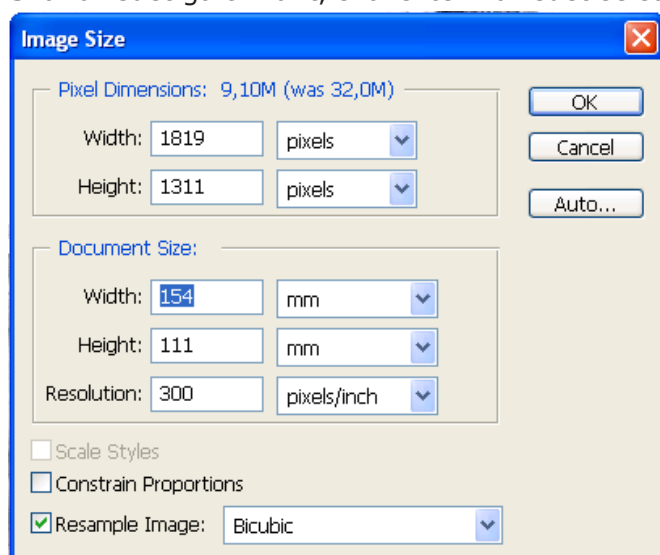 Image Size
Pixel Dimensions: 9,10M (was 32,0M)
Width: 1819 pixels
Height: 1311 pixels
OK
Cancel
Auto...
Document Size:
Width: 154 mm
Height: 111 mm
Resolution: 300 pixels/inch
Scale Styles
Constrain Proportions
Resample Image: Bicubic